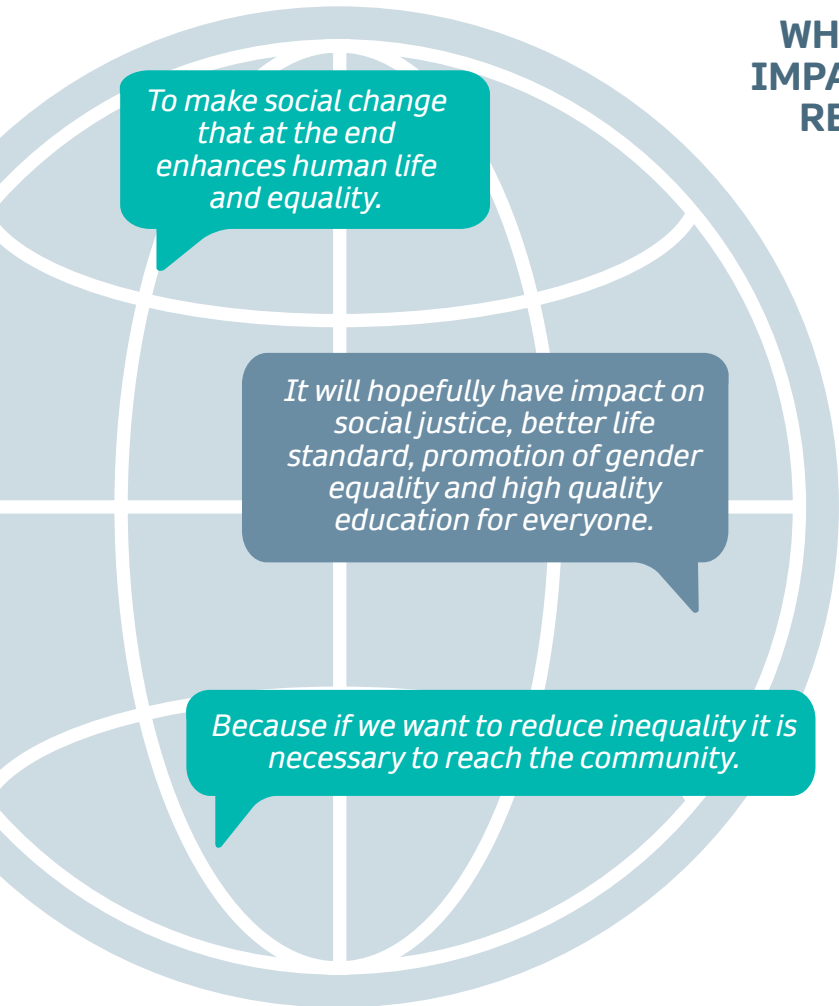 WH
IMPA
RE
To make social change
that at the end
enhances human life
and equality.
It will hopefully have impact on
social justice, better life
standard, promotion of gender
equality and high quality
education for everyone.
Because if we want to reduce inequality it is
necessary to reach the community.